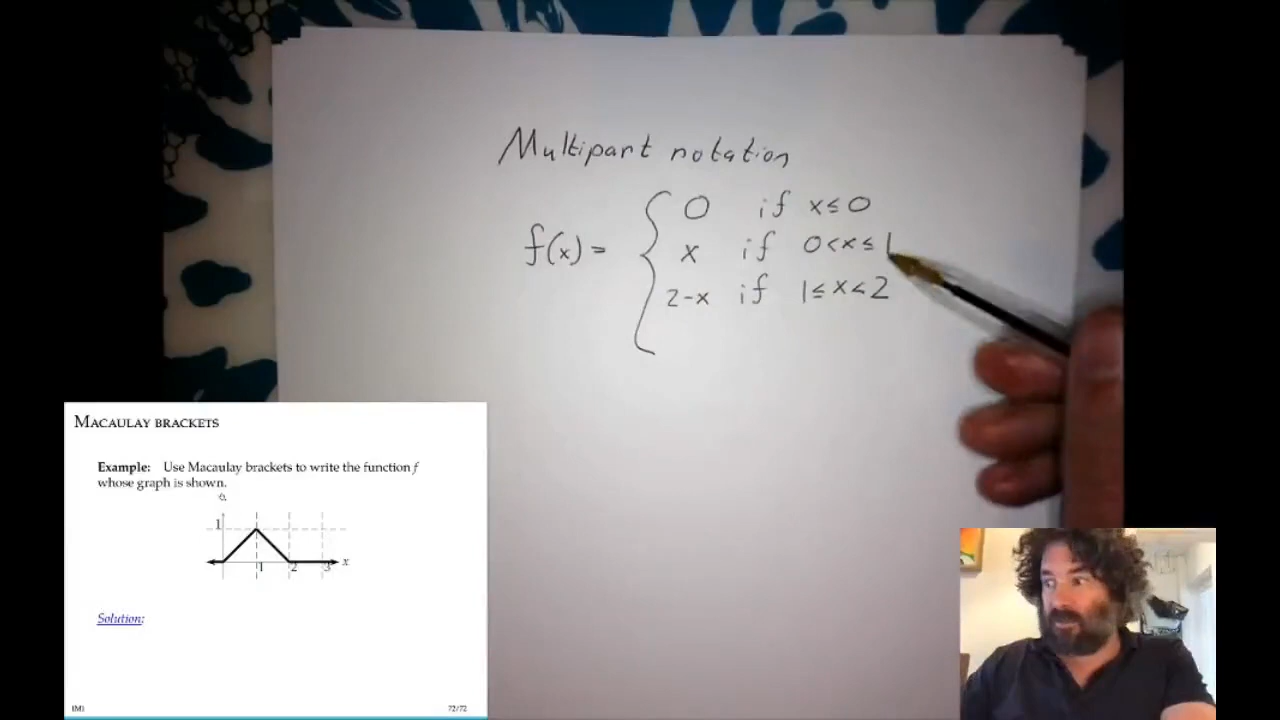 Multipart notation
f(x) = { 0 if x≤0
x if 0<x≤1
2-x if 1≤x<2
MACAULAY BRACKETS
Example: Use Macaulay brackets to write the function f
whose graph is shown.
1
1 2 3 x
Solution:
IM1 72/72